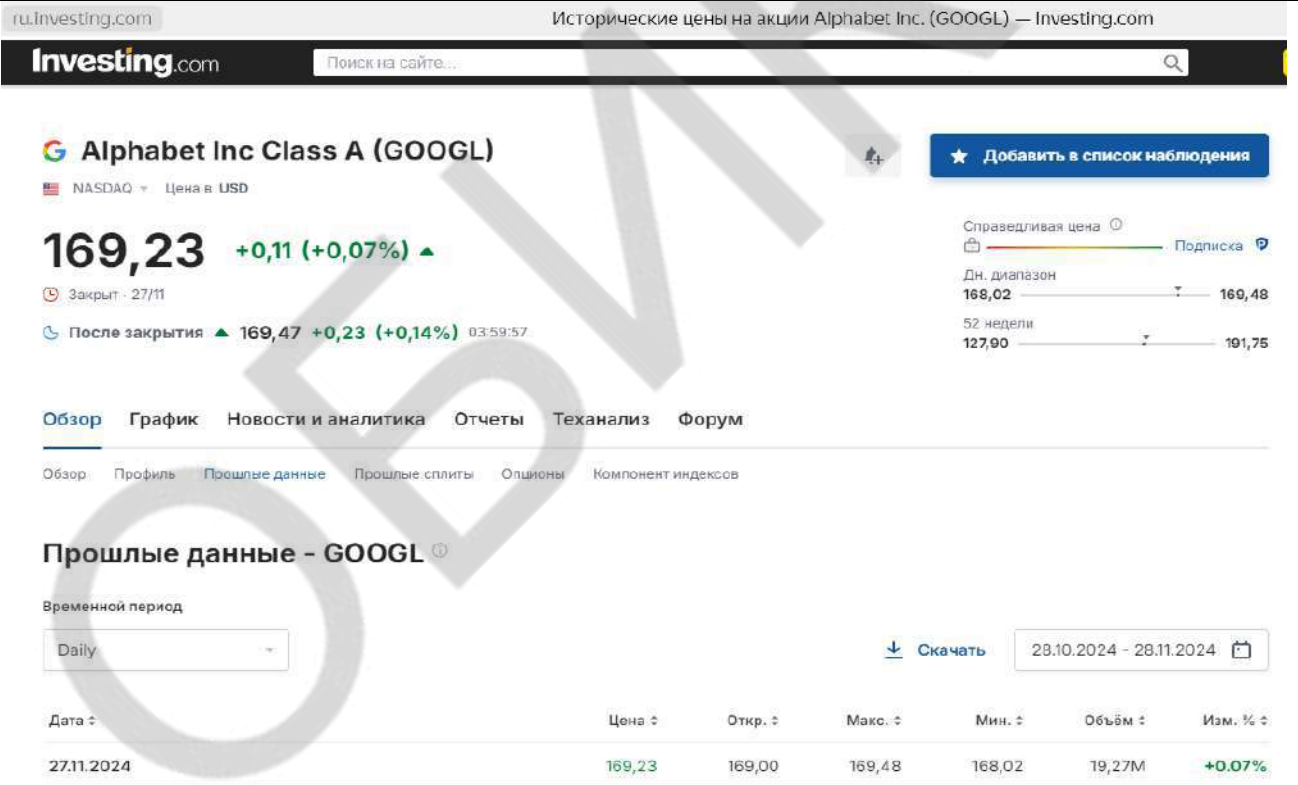 ru.investing.com
Исторические цены на акции Alphabet Inc. (GOOGL) — Investing.com
Investing.com
Поиск на сайте...
Alphabet Inc Class A (GOOGL)
Добавить в список наблюдения
NASDAQ Цена в USD
169,23 +0,11 (+0,07%)
Справедливая цена
Подписка
Закрыт · 27/11
Дн. диапазон
168,02 169,48
После закрытия 169,47 +0,23 (+0,14%) 03:59:57
52 недели
127,90 191,75
Обзор График Новости и аналитика Отчеты Теханализ Форум
Обзор Профиль Прошлые данные Прошлые сплиты Опционы Компонент индексов
Прошлые данные - GOOGL
Временной период
Daily
Скачать
28.10.2024 - 28.11.2024
Дата Цена Откр. Макс. Мин. Объём Изм. %
27.11.2024 169,23 169,00 169,48 168,02 19,27M +0.07%